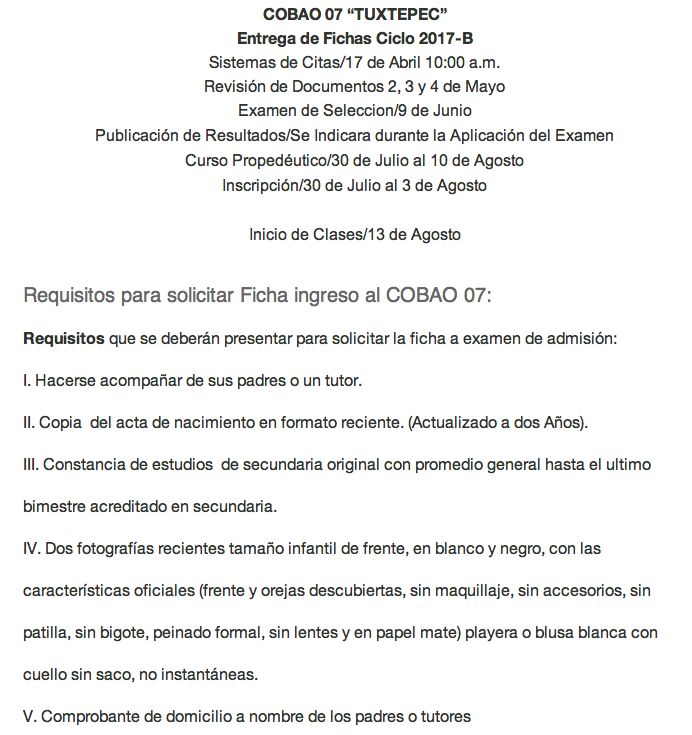 COBAO 07 “TUXTEPEC”
Entrega de Fichas Ciclo 2017-B
Sistemas de Citas/17 de Abril 10:00 a.m.
Revisión de Documentos 2, 3 y 4 de Mayo
Examen de Seleccion/9 de Junio
Publicación de Resultados/Se Indicara durante la Aplicación del Examen
Curso Propedéutico/30 de Julio al 10 de Agosto
Inscripción/30 de Julio al 3 de Agosto
Inicio de Clases/13 de Agosto
Requisitos para solicitar Ficha ingreso al COBAO 07:
Requisitos que se deberán presentar para solicitar la ficha a examen de admisión:
I. Hacerse acompañar de sus padres o un tutor.
II. Copia  del acta de nacimiento en formato reciente. (Actualizado a dos Años).
III. Constancia de estudios  de secundaria original con promedio general hasta el ultimo
bimestre acreditado en secundaria.
IV. Dos fotografías recientes tamaño infantil de frente, en blanco y negro, con las
características oficiales (frente y orejas descubiertas, sin maquillaje, sin accesorios, sin
patilla, sin bigote, peinado formal, sin lentes y en papel mate) playera o blusa blanca con
cuello sin saco, no instantáneas.
V. Comprobante de domicilio a nombre de los padres o tutores